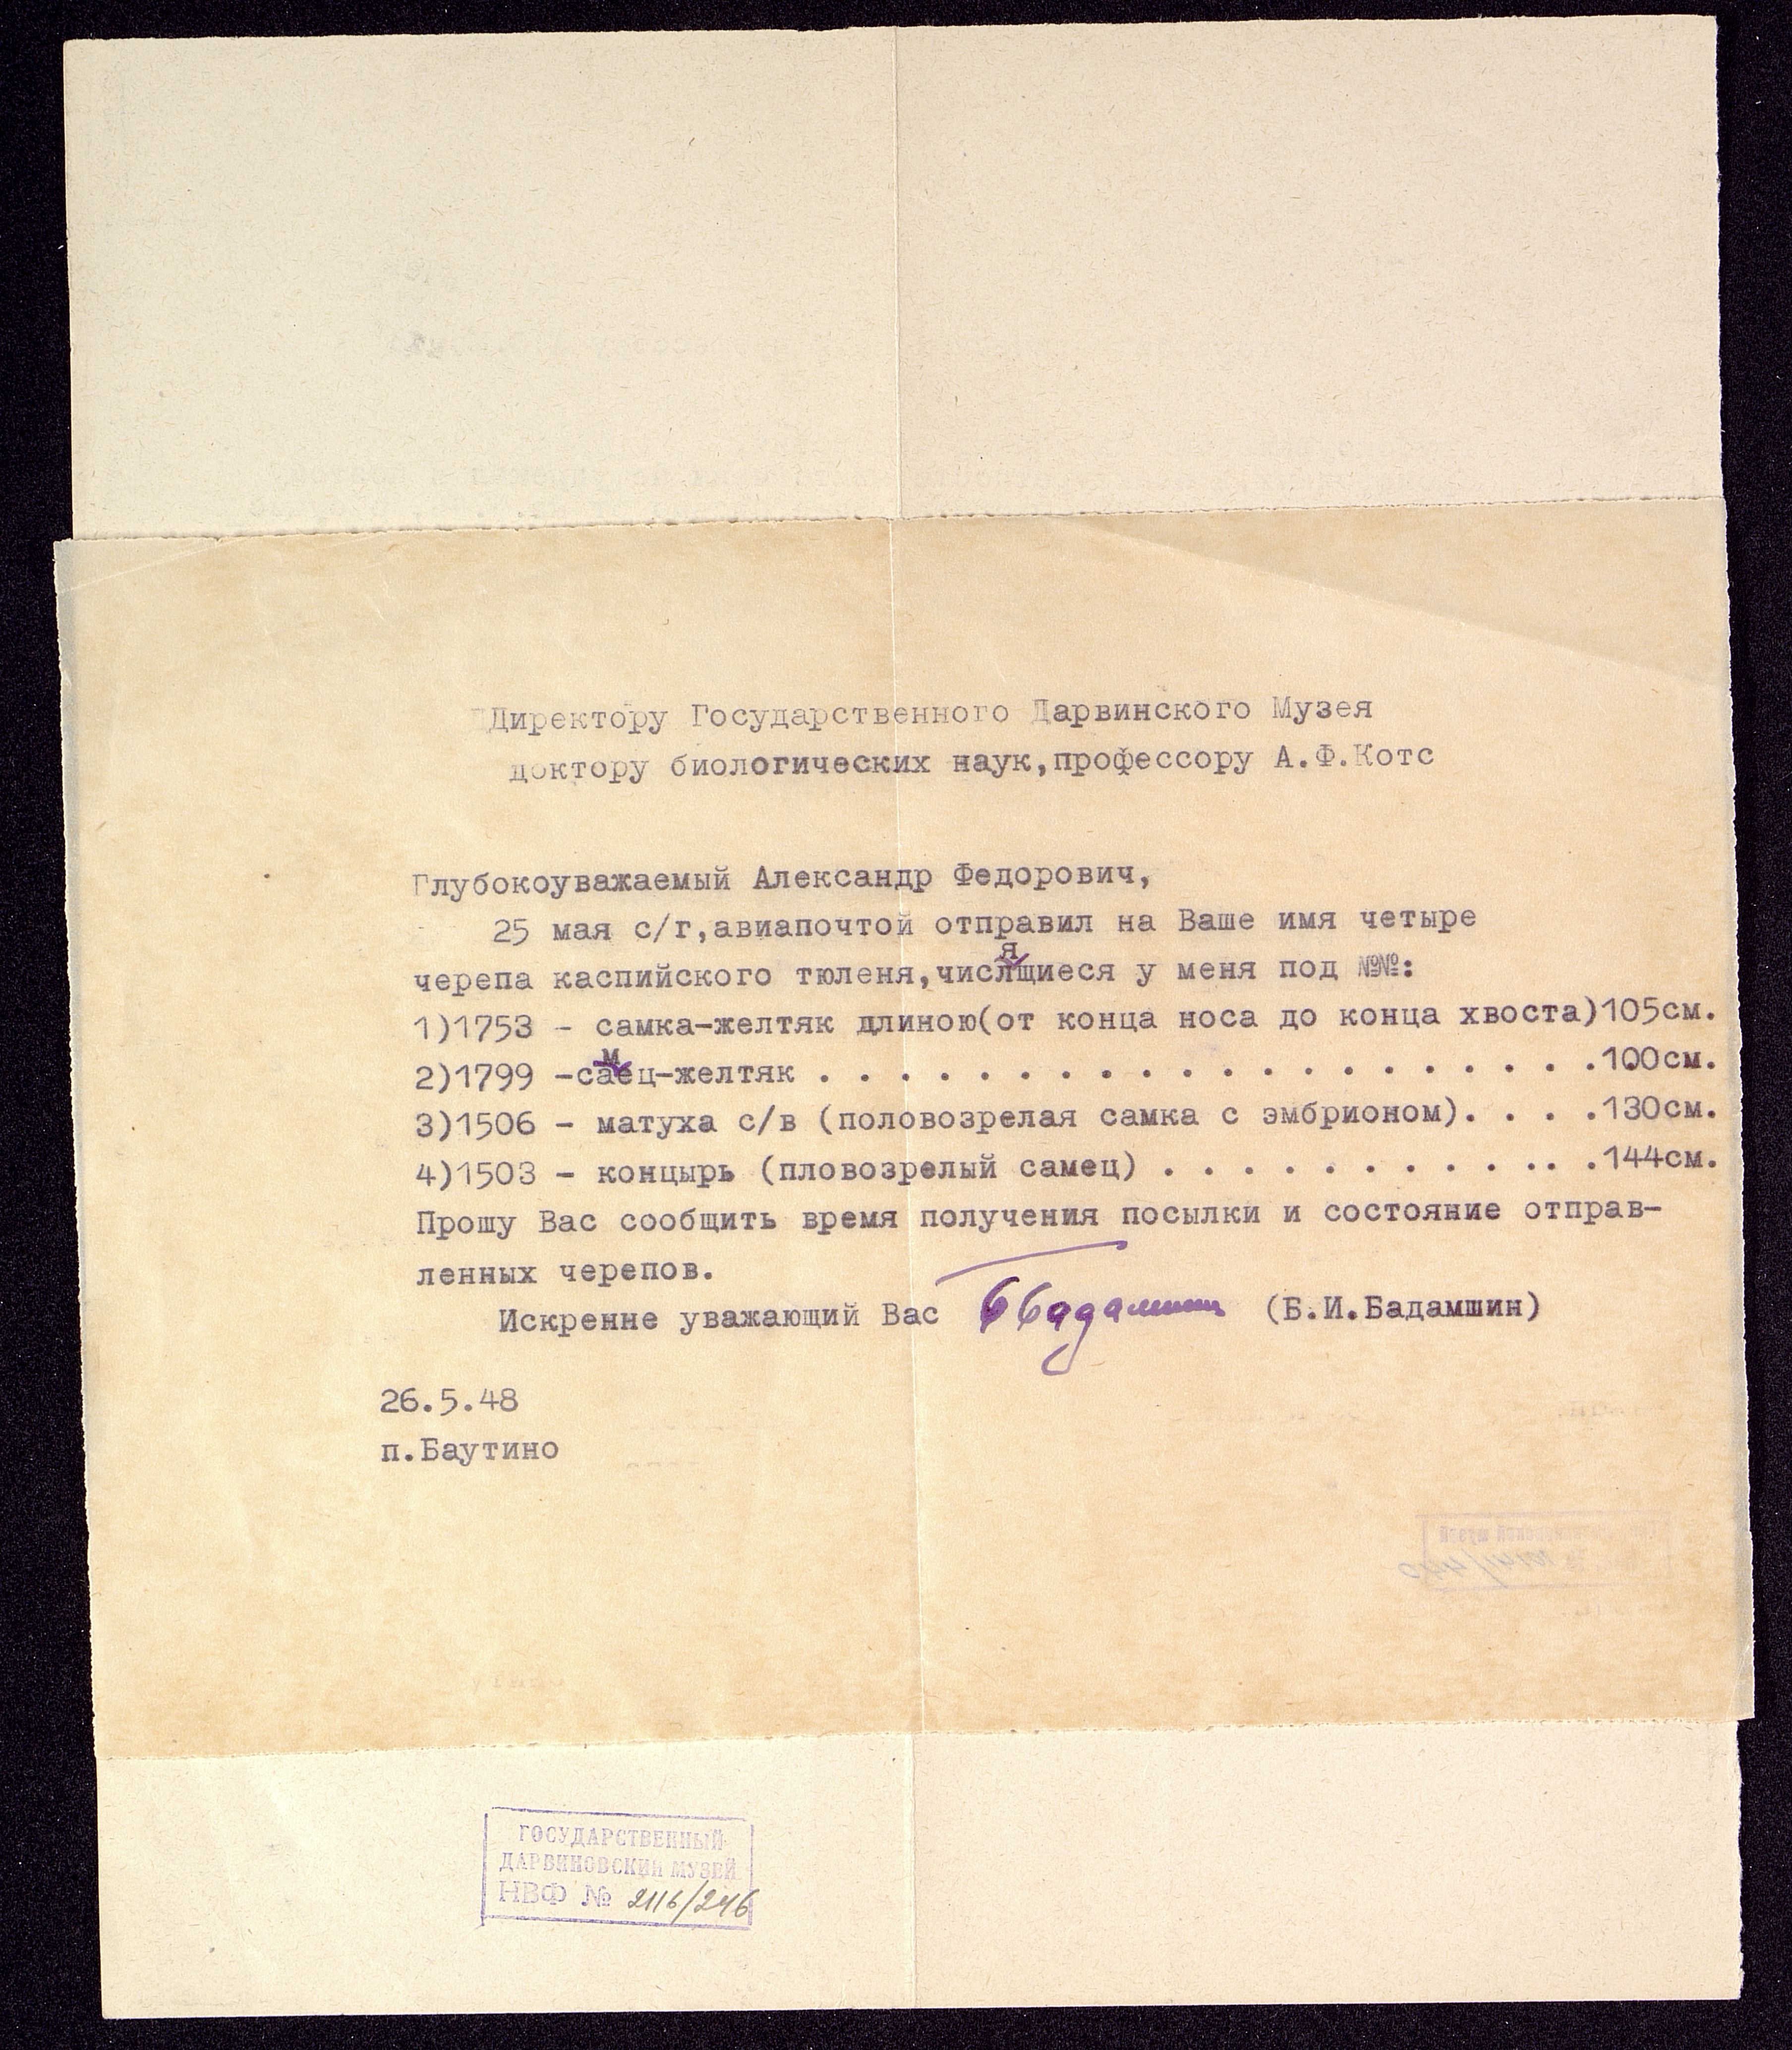 Директору Государственного Дарвинского Музея
доктору биологических наук,профессору А.Ф.Котс
Глубокоуважаемый Александр Федорович,
25 мая с/г,авиапочтой отправил на Ваше имя четыре
черепа каспийского тюленя,числящиеся у меня под №№:
1)1753 - самка-желтяк длиною(от конца носа до конца хвоста)105см.
2)1799 -самец-желтяк . . . . . . . . . . . . . . . . . . . .100см.
3)1506 - матуха с/в (половозрелая самка с эмбрионом). . . .130см.
4)1503 - концырь (пловозрелый самец) . . . . . . . . . .. .144см.
Прошу Вас сообщить время получения посылки и состояние отправ-
ленных черепов.
Искренне уважающий Вас ББадамшин (Б.И.Бадамшин)
26.5.48
п.Баутино
ГОСУДАРСТВЕННЫЙ
ДАРВИНОВСКИЙ МУЗЕЙ
НВФ № 2116/246